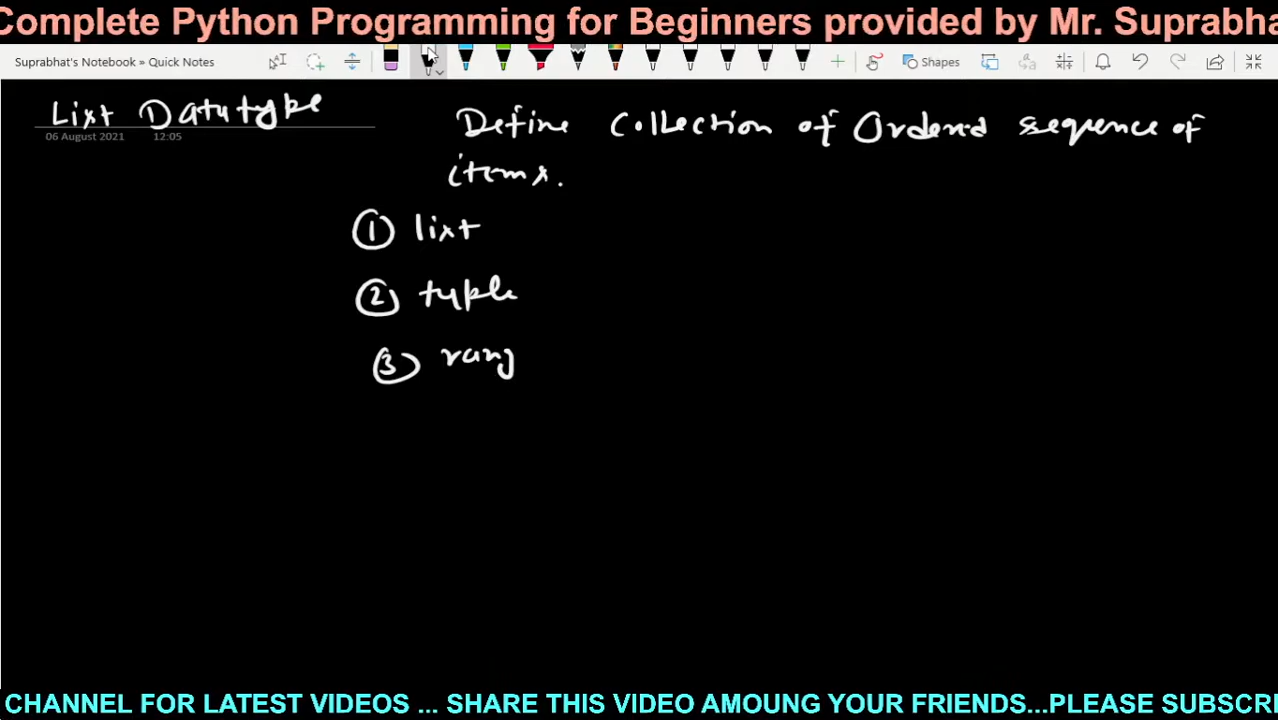 Complete Python Programming for Beginners provided by Mr. Suprabha
Suprabhat's Notebook » Quick Notes
Shapes
List Datatype
06 August 2021 12:05
Define Collection of Ordered sequence of
items.
① list
② tuple
③ rang
CHANNEL FOR LATEST VIDEOS ... SHARE THIS VIDEO AMOUNG YOUR FRIENDS...PLEASE SUBSCR